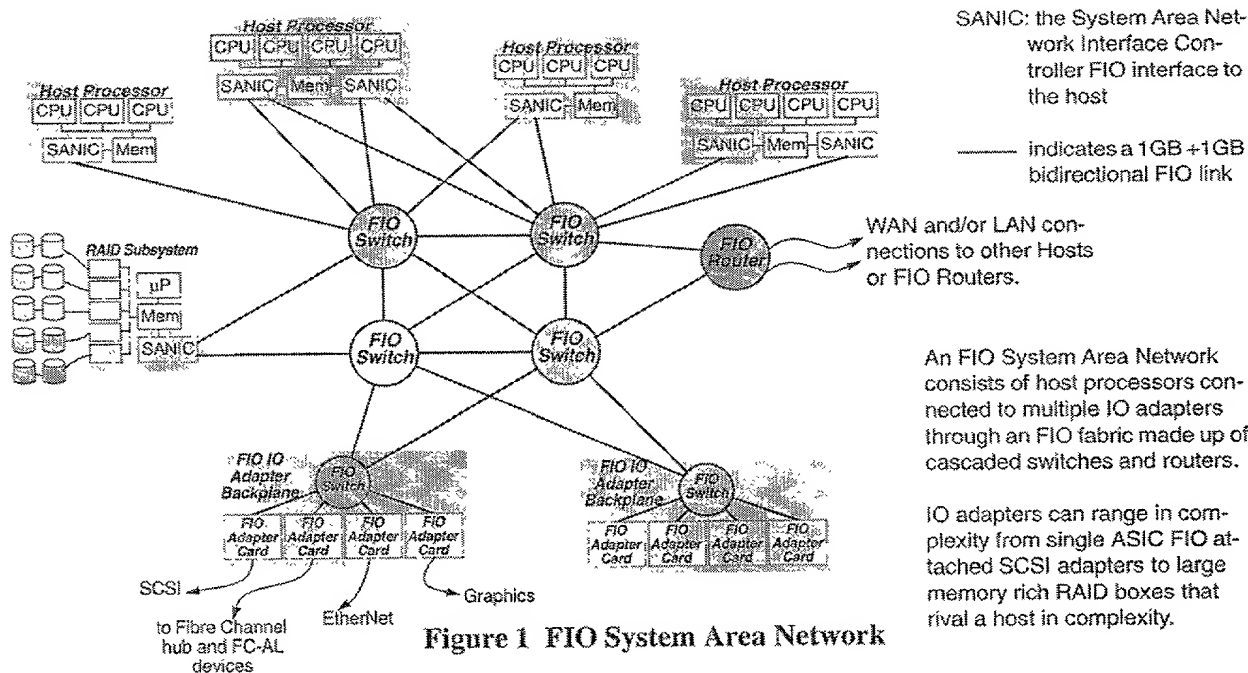 Host Processor
CPU CPU CPU CPU
SANIC Mem SANIC
Host Processor
CPU CPU CPU
SANIC Mem
Host Processor
CPU CPU CPU
SANIC Mem
Host Processor
CPU CPU CPU CPU
SANIC Mem SANIC
SANIC: the System Area Net-
work Interface Con-
troller FIO interface to
the host
indicates a 1GB +1GB
bidirectional FIO link
FIO
Switch
FIO
Switch
FIO
Router
WAN and/or LAN con-
nections to other Hosts
or FIO Routers.
RAID Subsystem
µP
Mem
SANIC
FIO
Switch
FIO
Switch
An FIO System Area Network
consists of host processors con-
nected to multiple IO adapters
through an FIO fabric made up of
cascaded switches and routers.
FIO IO
Adapter
Backplane
FIO
Switch
FIO
Adapter
Card
FIO
Adapter
Card
FIO
Adapter
Card
FIO
Adapter
Card
FIO IO
Adapter
Backplane
FIO
Switch
FIO
Adapter
Card
FIO
Adapter
Card
FIO
Adapter
Card
FIO
Adapter
Card
IO adapters can range in com-
plexity from single ASIC FIO at-
tached SCSI adapters to large
memory rich RAID boxes that
rival a host in complexity.
SCSI
to Fibre Channel
hub and FC-AL
devices
EtherNet
Graphics
Figure 1 FIO System Area Network